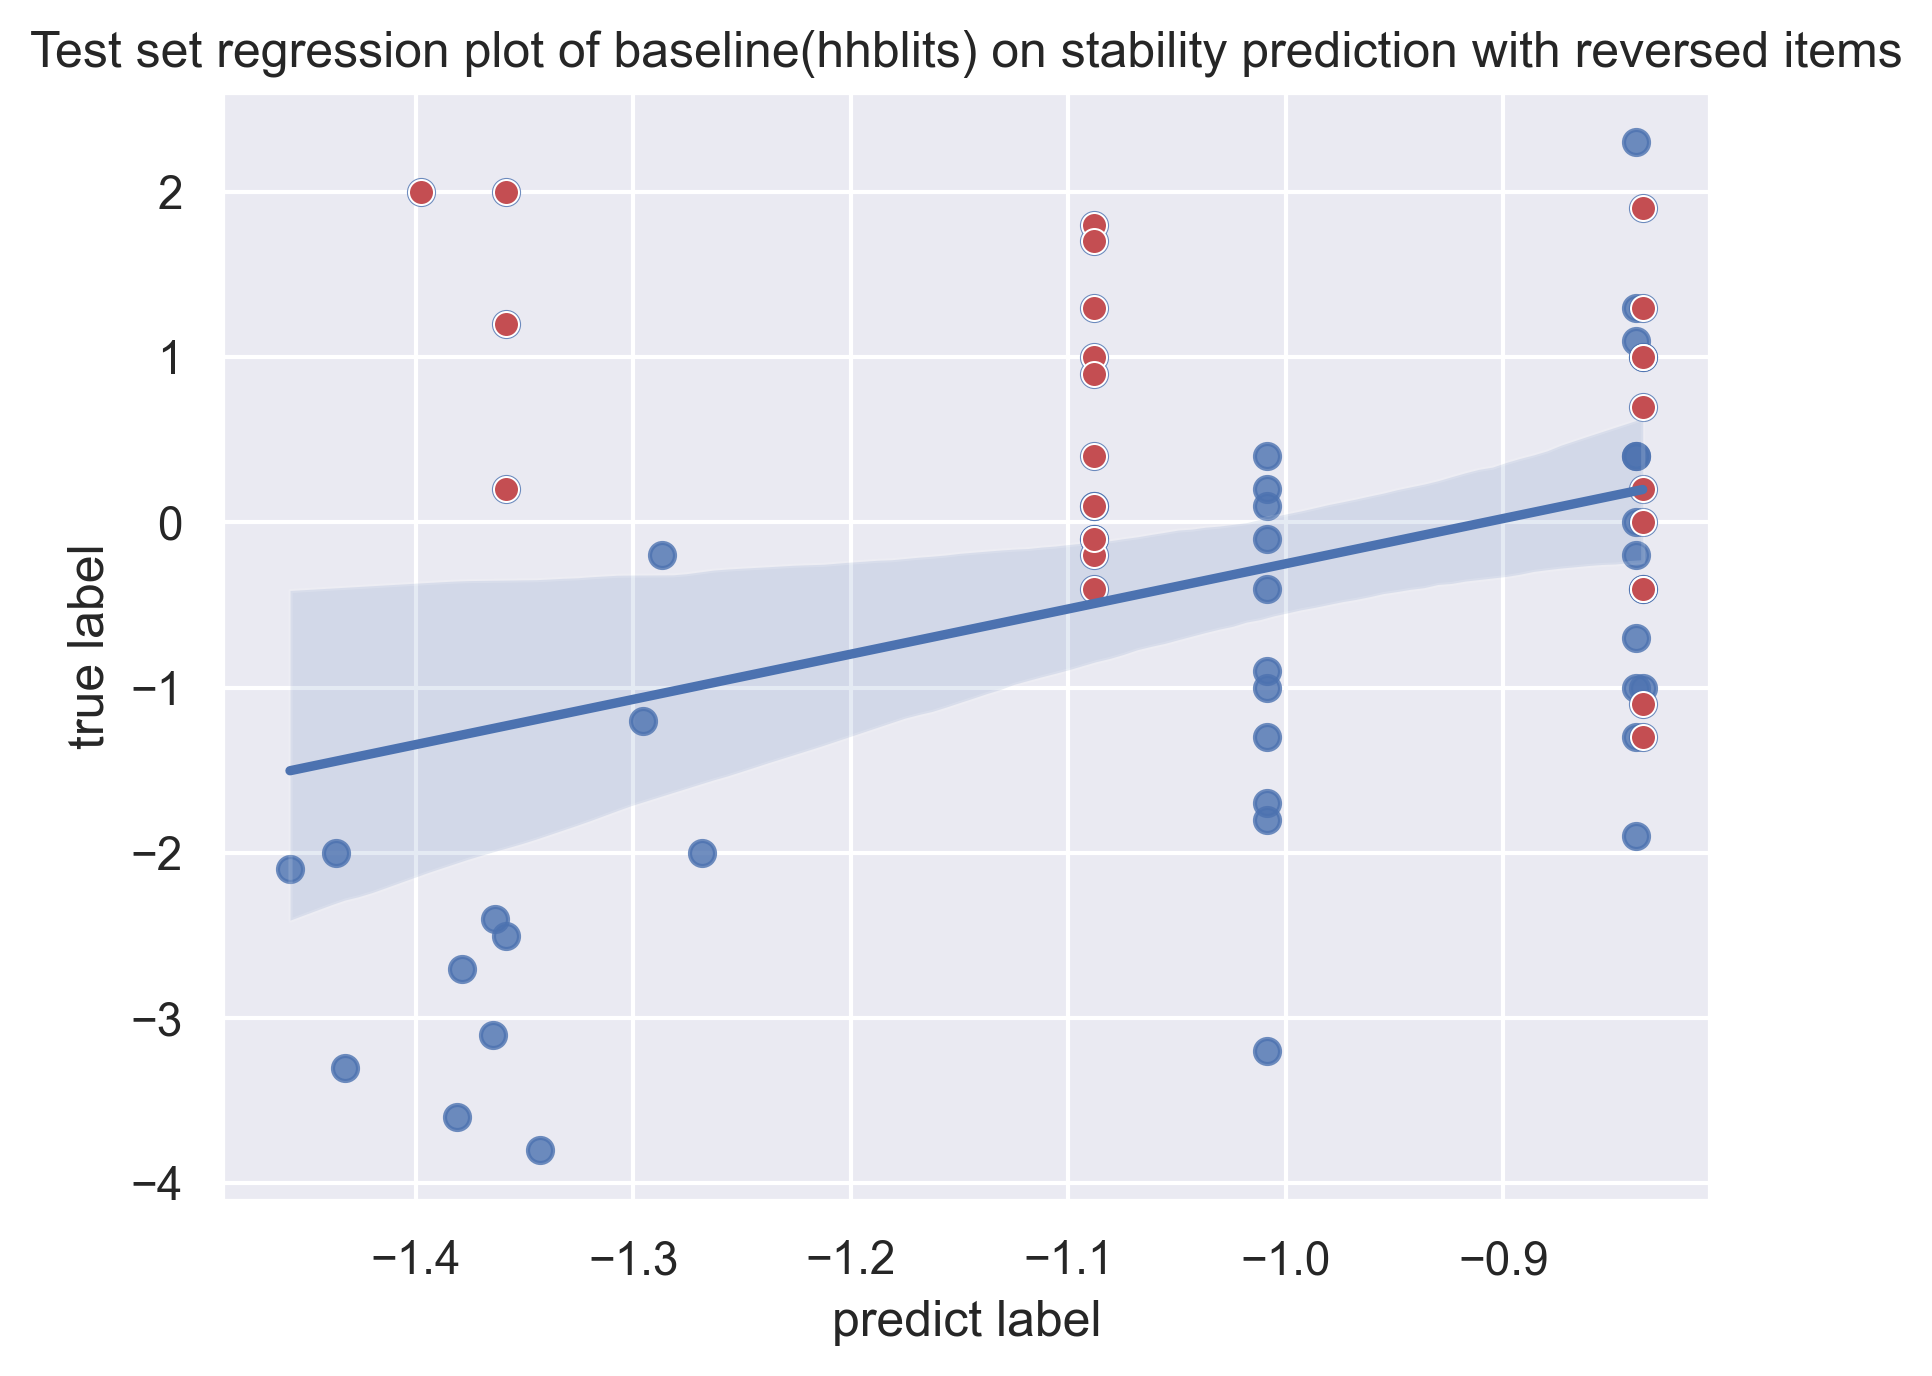 Test set regression plot of baseline(hhblits) on stability prediction with reversed items
2
1
0
−1
−2
−3
−4
true label
−1.4 −1.3 −1.2 −1.1 −1.0 −0.9
predict label